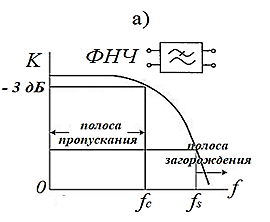 а)
K
ФНЧ
- 3 дБ
полоса
пропускания
полоса
загорождения
0
fc
fs
f